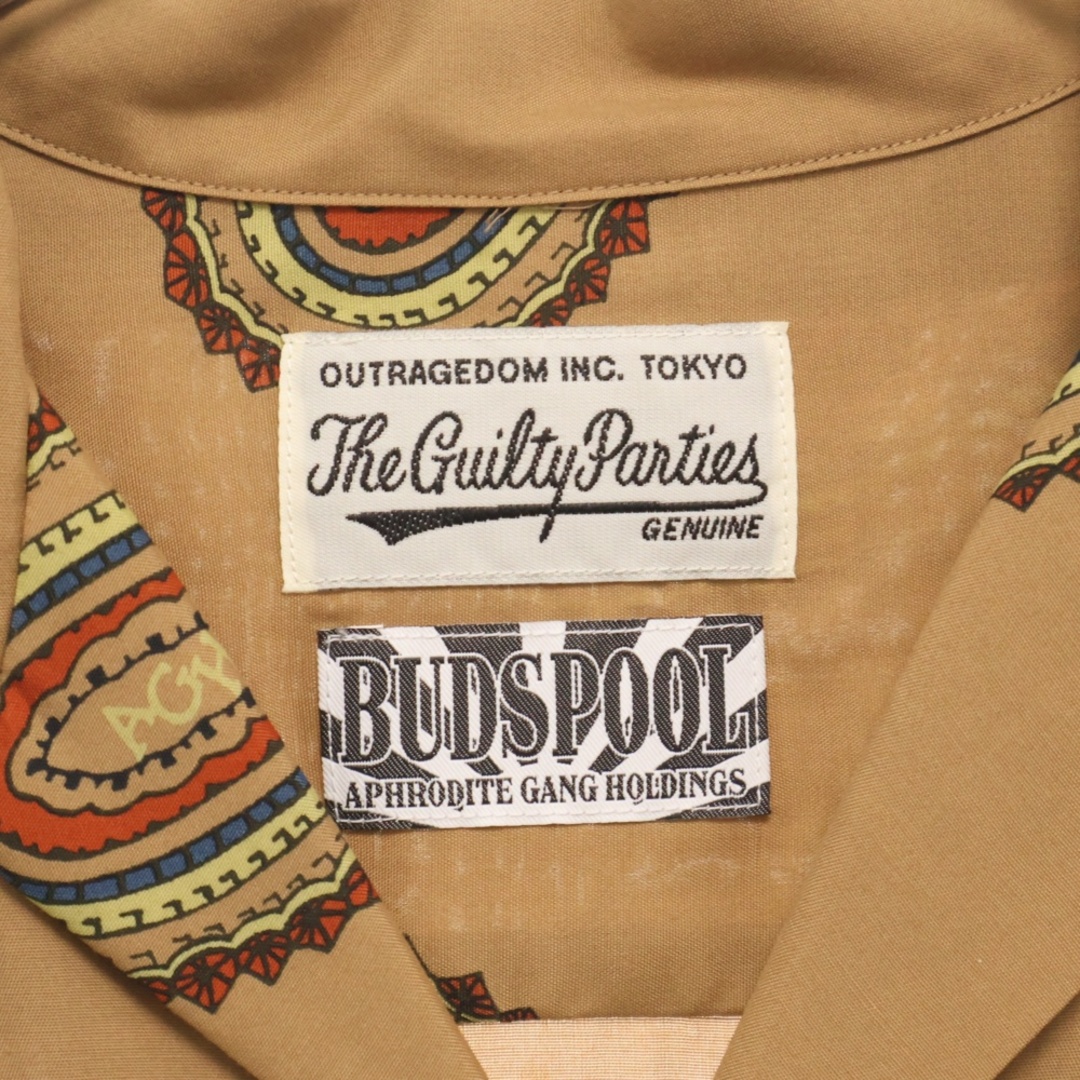 OUTRAGEDOM INC. TOKYO
The Guilty Parties
GENUINE
BUDSPOOL
APHRODITE GANG HOLDINGS